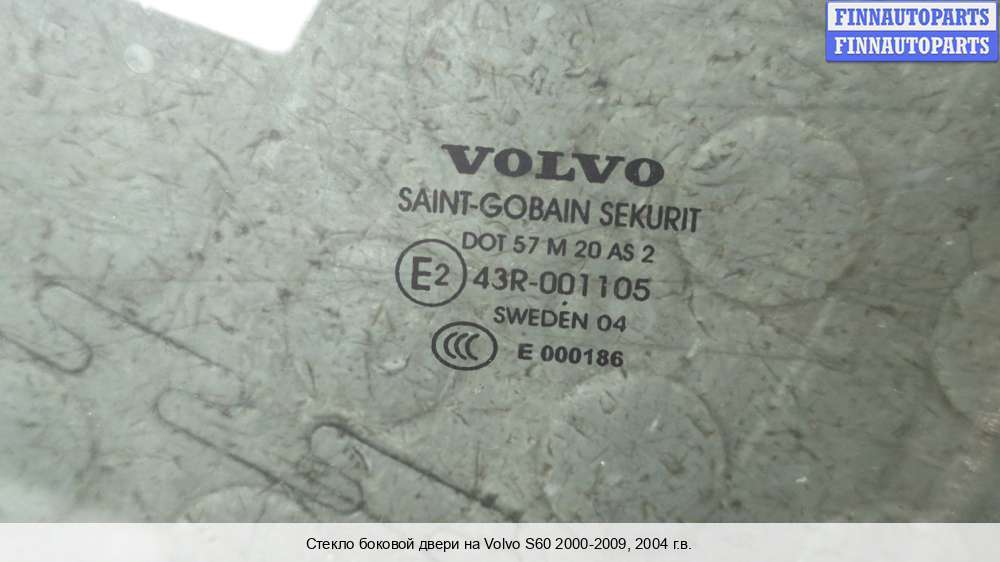 FINNAUTOPARTS
FINNAUTOPARTS
VOLVO
SAINT-GOBAIN SEKURIT
DOT 57 M 20 AS 2
E2 43R-001105
SWEDEN 04
CCC E 000186
Стекло боковой двери на Volvo S60 2000-2009, 2004 г.в.